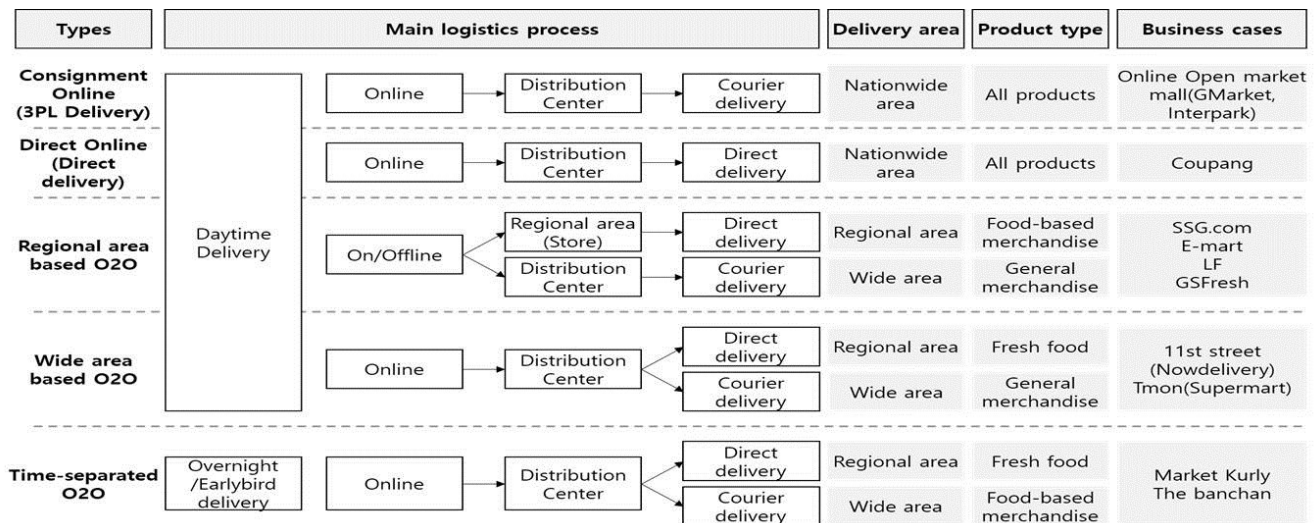 Types
Main logistics process
Delivery area
Product type
Business cases
Consignment
Online
(3PL Delivery)
Daytime
Delivery
Online
Distribution
Center
Courier
delivery
Nationwide
area
All products
Online Open market
mall(GMarket,
Interpark)
Direct Online
(Direct
delivery)
Online
Distribution
Center
Direct
delivery
Nationwide
area
All products
Coupang
Regional area
based O2O
On/Offline
Regional area
(Store)
Direct
delivery
Regional area
Food-based
merchandise
Distribution
Center
Courier
delivery
Wide area
General
merchandise
SSG.com
E-mart
LF
GSFresh
Wide area
based O2O
Online
Distribution
Center
Direct
delivery
Regional area
Fresh food
Courier
delivery
Wide area
General
merchandise
11st street
(Nowdelivery)
Tmon(Supermart)
Time-separated
O2O
Overnight
/Earlybird
delivery
Online
Distribution
Center
Direct
delivery
Regional area
Fresh food
Courier
delivery
Wide area
Food-based
merchandise
Market Kurly
The banchan